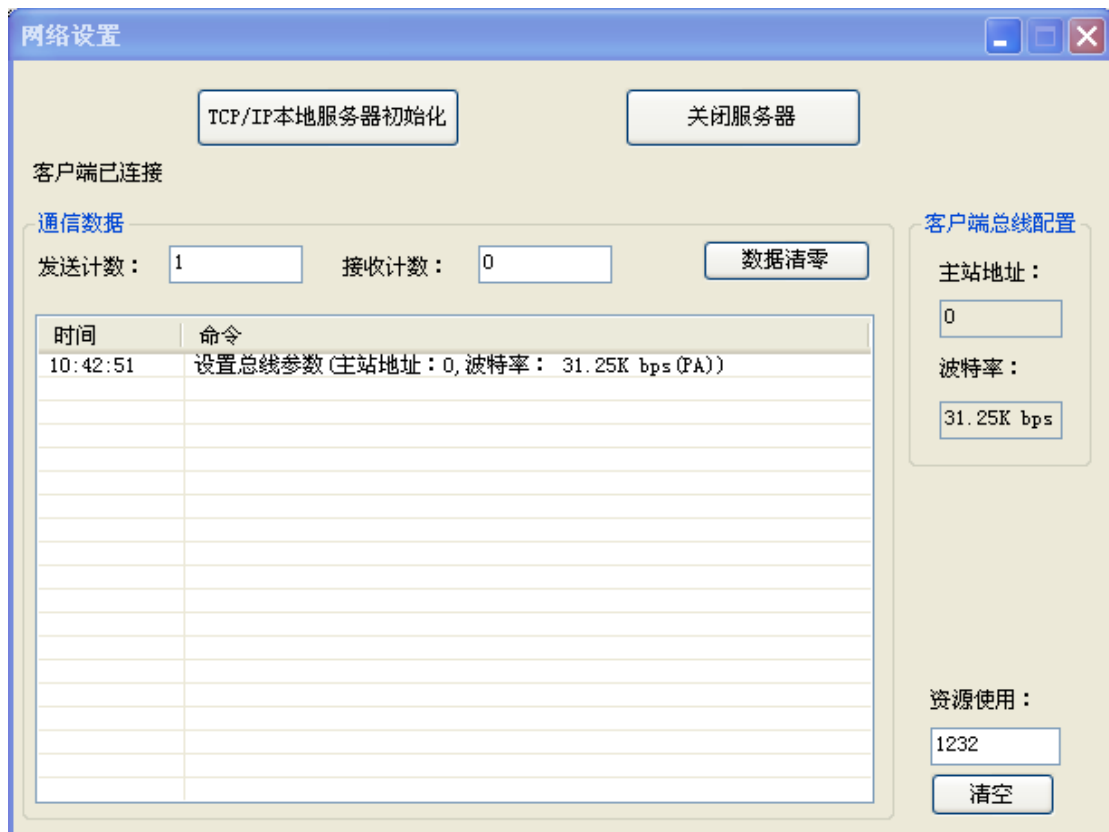 网络设置
TCP/IP本地服务器初始化
关闭服务器
客户端已连接
通信数据
发送计数：
1
接收计数：
0
数据清零
时间
命令
10:42:51
设置总线参数(主站地址：0,波特率： 31.25K bps(PA))
客户端总线配置
主站地址：
0
波特率：
31.25K bps
资源使用：
1232
清空